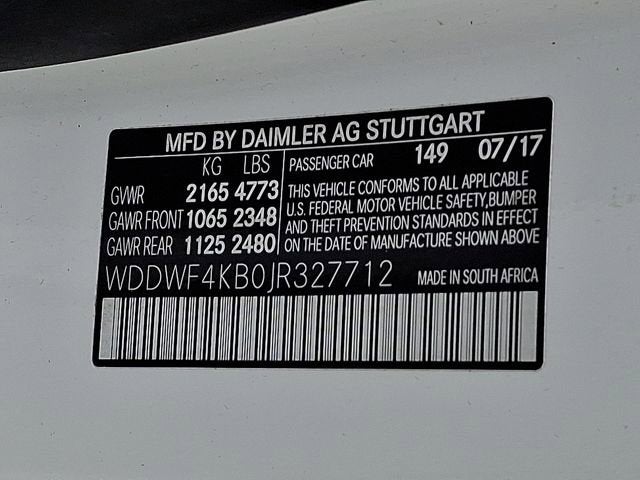 MFD BY DAIMLER AG STUTTGART
KG LBS
GVWR 2165 4773
GAWR FRONT 1065 2348
GAWR REAR 1125 2480
PASSENGER CAR 149 07/17
THIS VEHICLE CONFORMS TO ALL APPLICABLE
U.S. FEDERAL MOTOR VEHICLE SAFETY,BUMPER
AND THEFT PREVENTION STANDARDS IN EFFECT
ON THE DATE OF MANUFACTURE SHOWN ABOVE
WDDWF4KB0JR327712 MADE IN SOUTH AFRICA